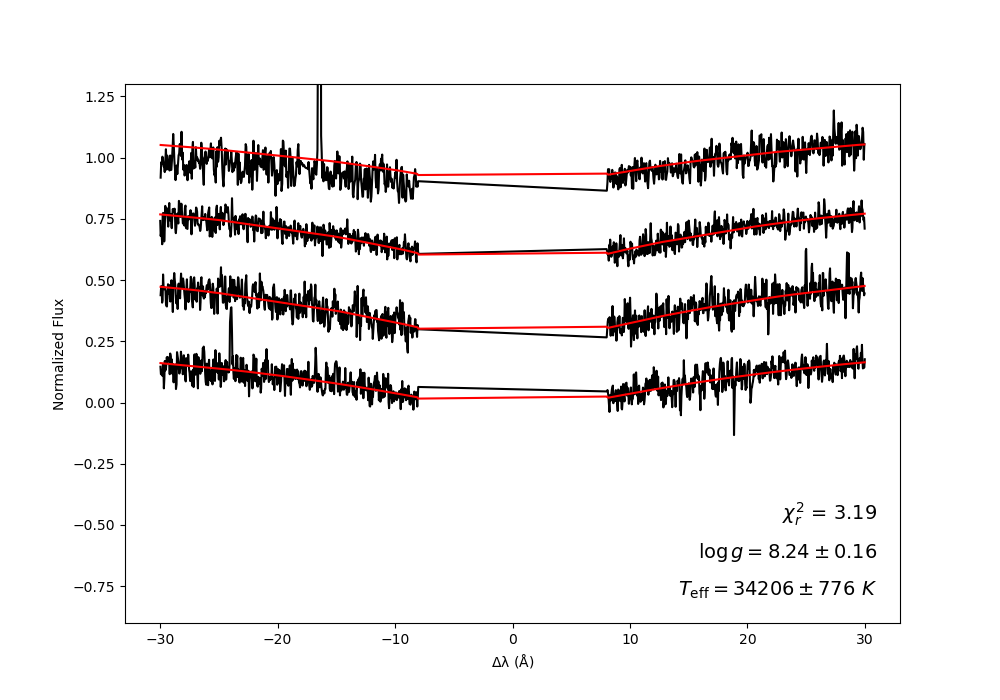 1.25
1.00
0.75
0.50
0.25
0.00
−0.25
−0.50
−0.75
Normalized Flux
χ²ᵣ = 3.19
log g = 8.24 ± 0.16
T_eff = 34206 ± 776 K
−30 −20 −10 0 10 20 30
Δλ (Å)